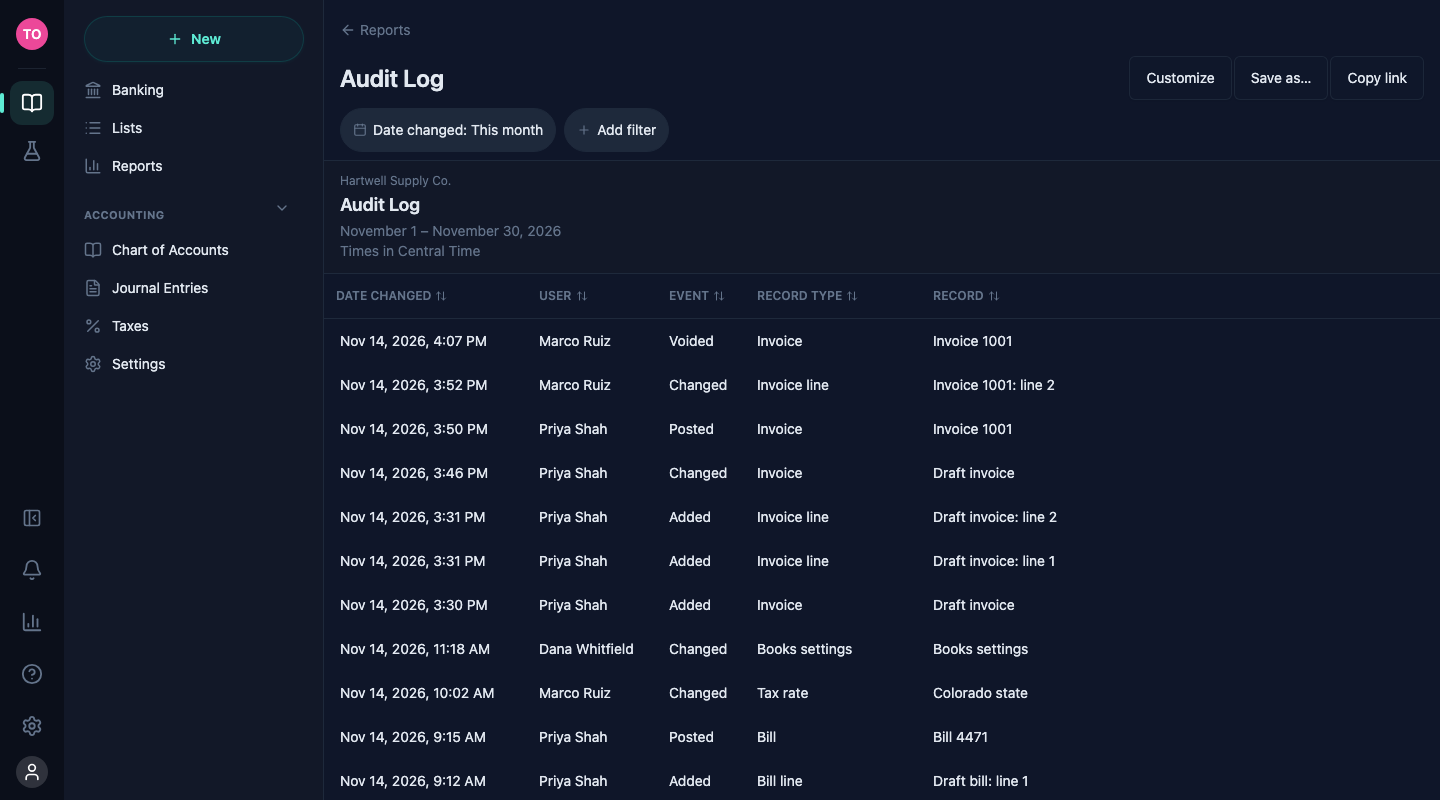 TO
New
Banking
Lists
Reports
ACCOUNTING
Chart of Accounts
Journal Entries
Taxes
Settings
Reports
Audit Log
Customize
Save as...
Copy link
Date changed: This month
Add filter
Hartwell Supply Co.
Audit Log
November 1 – November 30, 2026
Times in Central Time
DATE CHANGED USER EVENT RECORD TYPE RECORD
Nov 14, 2026, 4:07 PM Marco Ruiz Voided Invoice Invoice 1001
Nov 14, 2026, 3:52 PM Marco Ruiz Changed Invoice line Invoice 1001: line 2
Nov 14, 2026, 3:50 PM Priya Shah Posted Invoice Invoice 1001
Nov 14, 2026, 3:46 PM Priya Shah Changed Invoice Draft invoice
Nov 14, 2026, 3:31 PM Priya Shah Added Invoice line Draft invoice: line 2
Nov 14, 2026, 3:31 PM Priya Shah Added Invoice line Draft invoice: line 1
Nov 14, 2026, 3:30 PM Priya Shah Added Invoice Draft invoice
Nov 14, 2026, 11:18 AM Dana Whitfield Changed Books settings Books settings
Nov 14, 2026, 10:02 AM Marco Ruiz Changed Tax rate Colorado state
Nov 14, 2026, 9:15 AM Priya Shah Posted Bill Bill 4471
Nov 14, 2026, 9:12 AM Priya Shah Added Bill line Draft bill: line 1